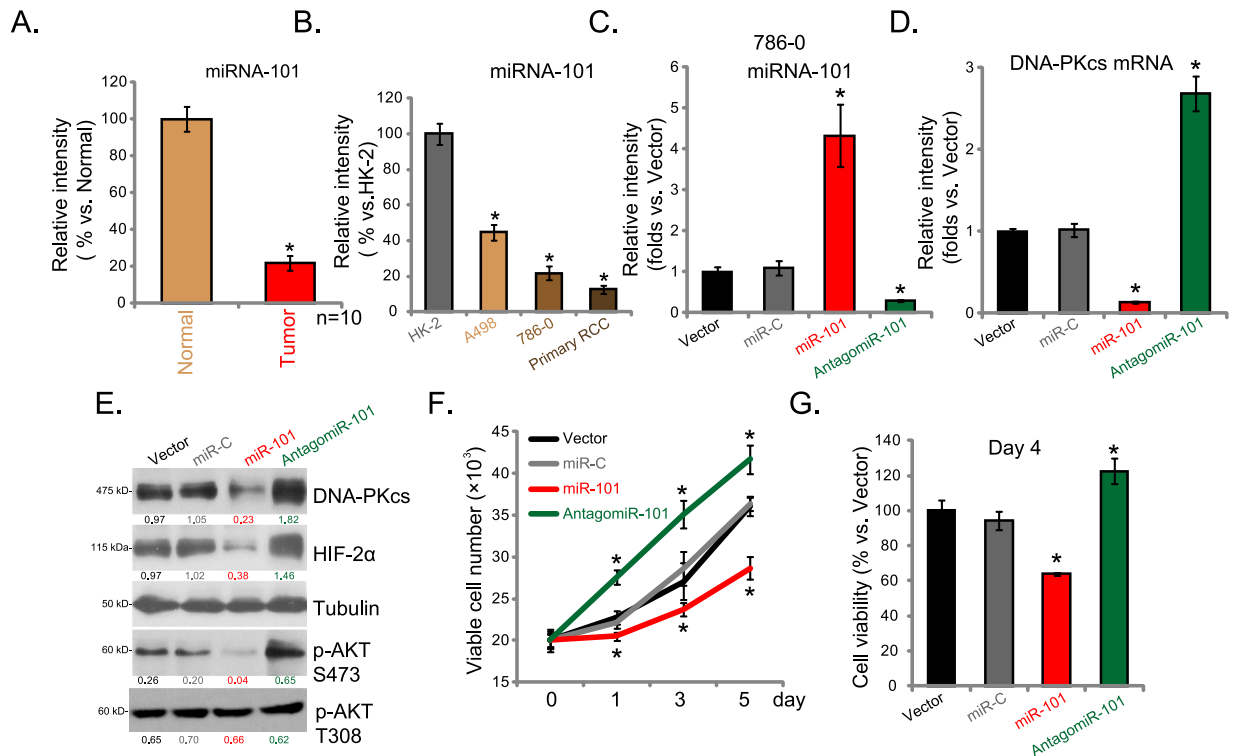 A.
miRNA-101
Relative intensity
( % vs. Normal)
120
100
80
60
40
20
0
*
Normal
Tumor
n=10
B.
miRNA-101
Relative intensity
( % vs.HK-2)
120
100
80
60
40
20
0
*
*
*
HK-2
A498
786-0
Primary RCC
C.
786-0
miRNA-101
Relative intensity
(folds vs. Vector)
6
5
4
3
2
1
0
*
*
Vector
miR-C
miR-101
AntagomiR-101
D.
DNA-PKcs mRNA
Relative intensity
(folds vs. Vector)
3
2
1
0
*
*
Vector
miR-C
miR-101
AntagomiR-101
E.
Vector
miR-C
miR-101
AntagomiR-101
475 kD-
DNA-PKcs
0.97 1.05 0.23 1.82
115 kDa-
HIF-2α
0.97 1.02 0.38 1.46
50 kD-
Tubulin
60 kD-
p-AKT
S473
0.26 0.20 0.04 0.65
60 kD-
p-AKT
T308
0.65 0.70 0.66 0.62
F.
Viable cell number (×10³)
45
40
35
30
25
20
15
Vector
miR-C
miR-101
AntagomiR-101
*
*
*
*
*
*
0 1 3 5 day
G.
Day 4
Cell viability (% vs. Vector)
140
120
100
80
60
40
20
0
*
*
Vector
miR-C
miR-101
AntagomiR-101